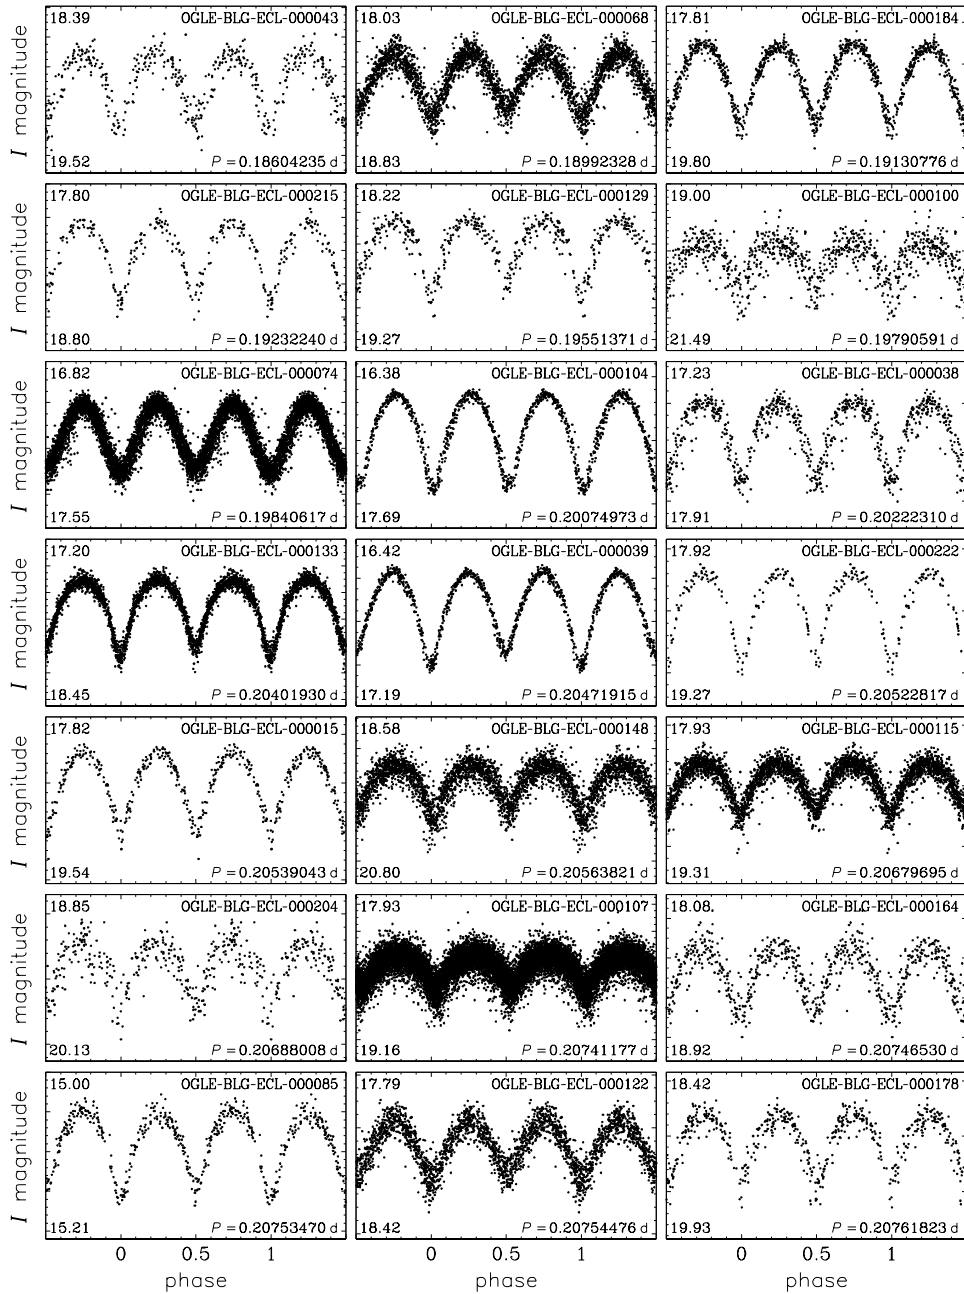 18.39 OGLE-BLG-ECL-000043
19.52 P=0.18604235 d
18.03 OGLE-BLG-ECL-000068
18.83 P=0.18992328 d
17.81 OGLE-BLG-ECL-000184
19.80 P=0.19130776 d
I magnitude
17.80 OGLE-BLG-ECL-000215
18.80 P=0.19232240 d
18.22 OGLE-BLG-ECL-000129
19.27 P=0.19551371 d
19.00 OGLE-BLG-ECL-000100
21.49 P=0.19790591 d
I magnitude
16.82 OGLE-BLG-ECL-000074
17.55 P=0.19840617 d
16.38 OGLE-BLG-ECL-000104
17.69 P=0.20074973 d
17.23 OGLE-BLG-ECL-000038
17.91 P=0.20222310 d
I magnitude
17.20 OGLE-BLG-ECL-000133
18.45 P=0.20401930 d
16.42 OGLE-BLG-ECL-000039
17.19 P=0.20471915 d
17.92 OGLE-BLG-ECL-000222
19.27 P=0.20522817 d
I magnitude
17.82 OGLE-BLG-ECL-000015
19.54 P=0.20539043 d
18.58 OGLE-BLG-ECL-000148
20.80 P=0.20563821 d
17.93 OGLE-BLG-ECL-000115
19.31 P=0.20679695 d
I magnitude
18.85 OGLE-BLG-ECL-000204
20.13 P=0.20688008 d
17.93 OGLE-BLG-ECL-000107
19.16 P=0.20741177 d
18.08 OGLE-BLG-ECL-000164
18.92 P=0.20746530 d
I magnitude
15.00 OGLE-BLG-ECL-000085
15.21 P=0.20753470 d
17.79 OGLE-BLG-ECL-000122
18.42 P=0.20754476 d
18.42 OGLE-BLG-ECL-000178
19.93 P=0.20761823 d
I magnitude
0 0.5 1
0 0.5 1
0 0.5 1
phase
phase
phase